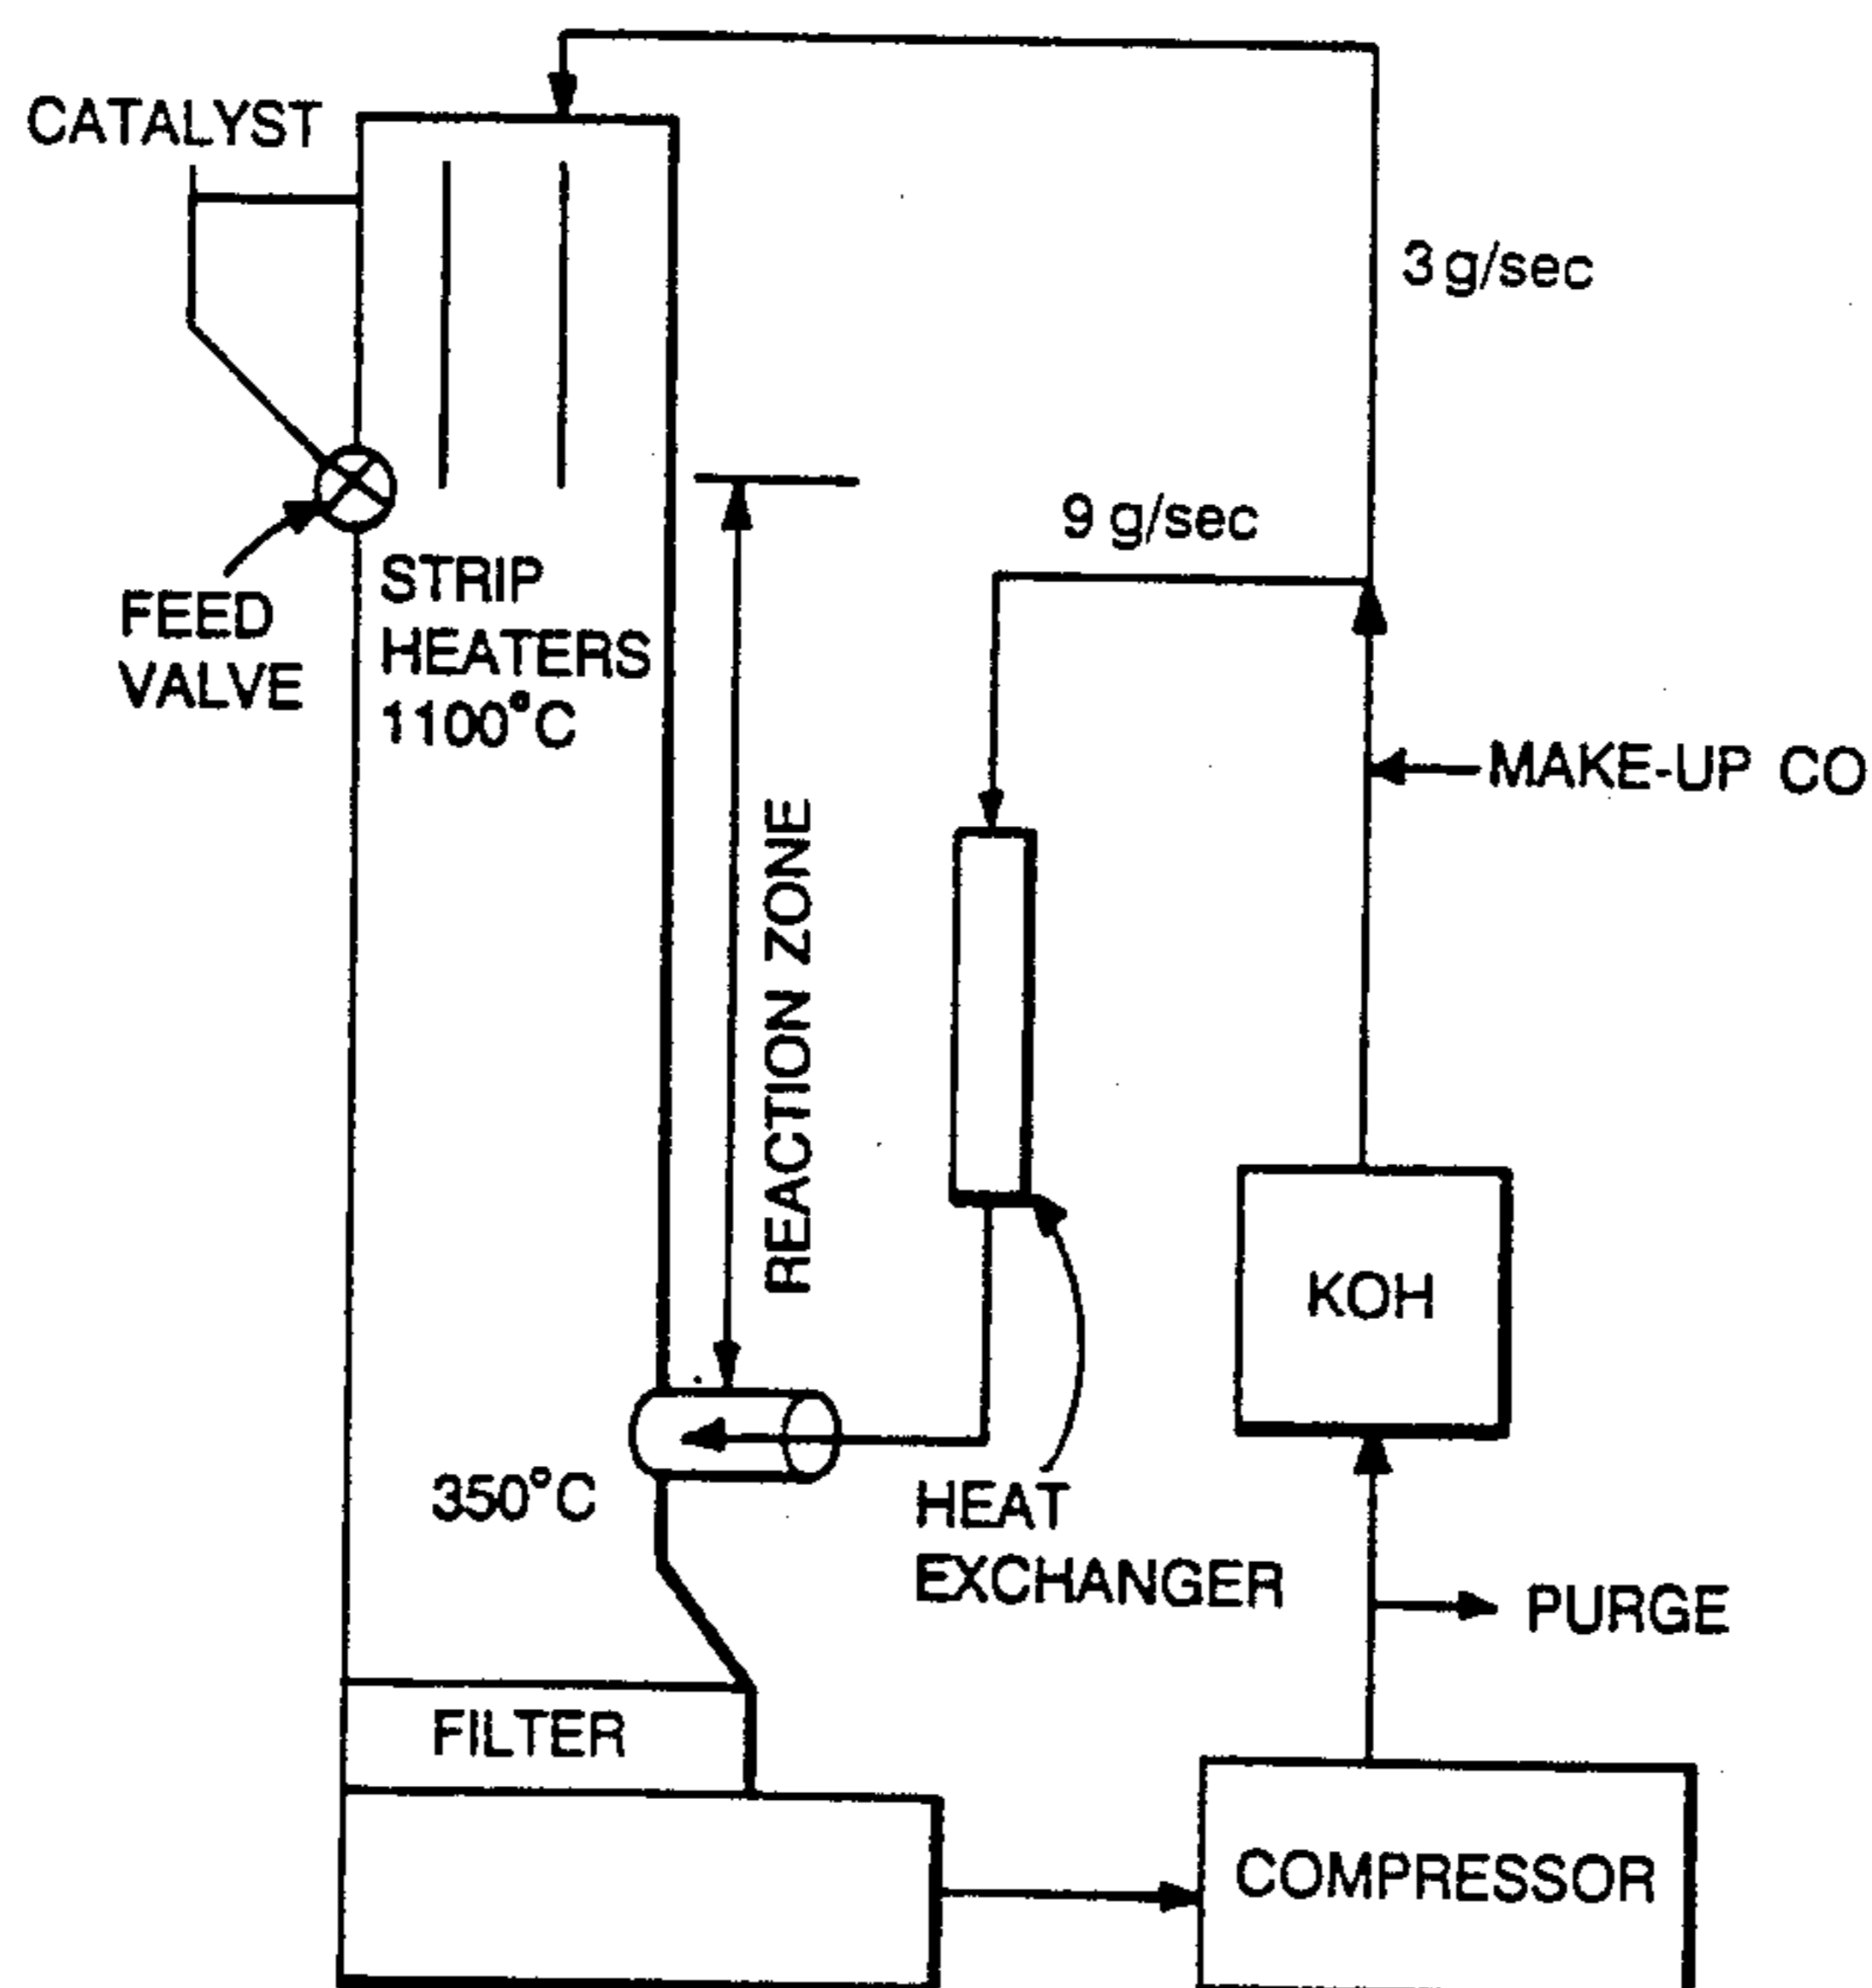 CATALYST
3 g/sec
9 g/sec
FEED
VALVE
STRIP
HEATERS
1100°C
MAKE-UP CO
REACTION ZONE
KOH
350°C
HEAT
EXCHANGER
PURGE
FILTER
COMPRESSOR